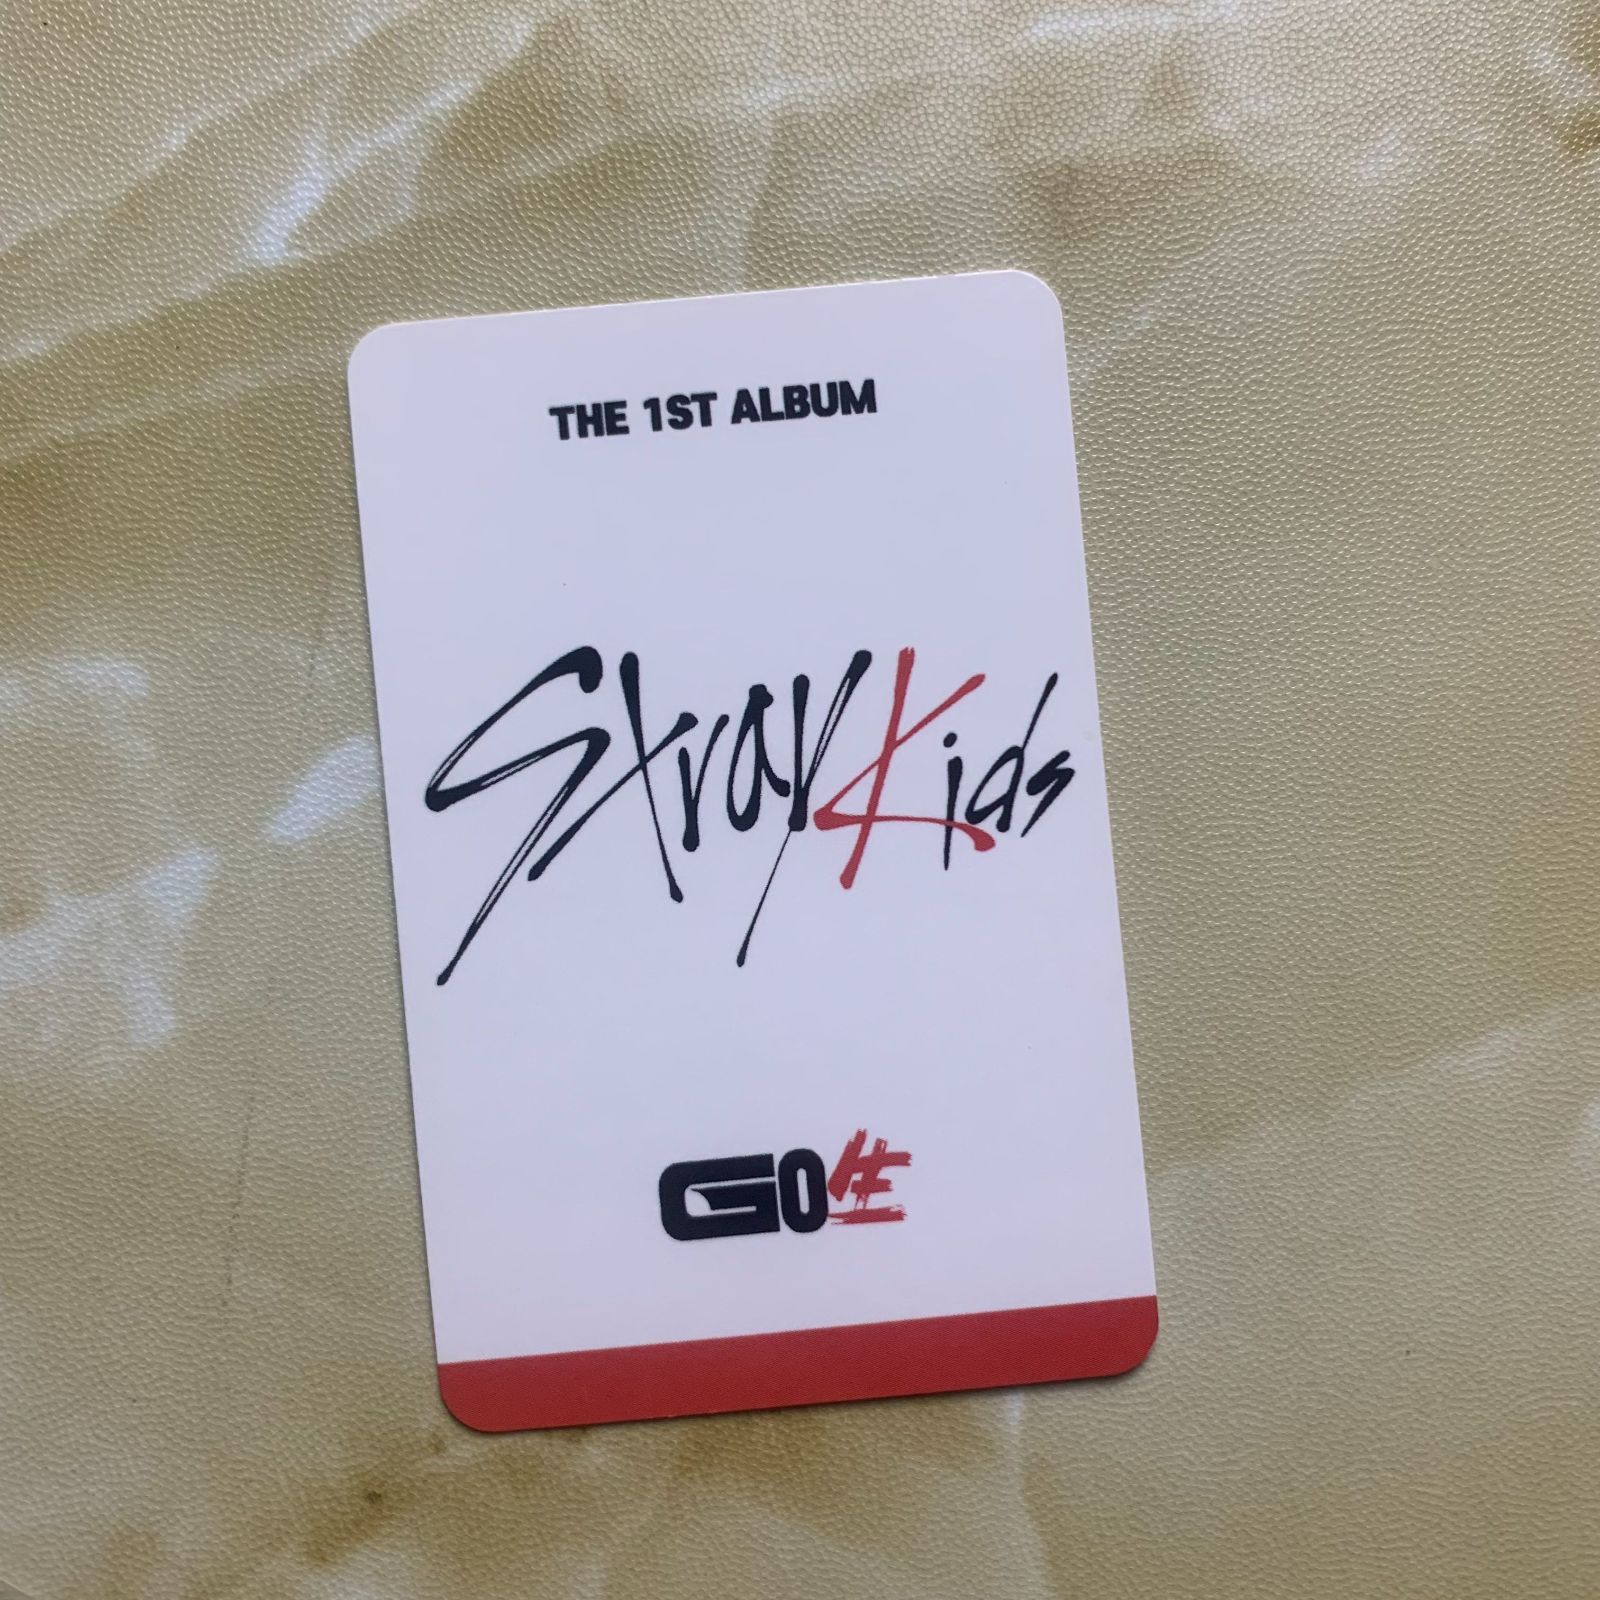 THE 1ST ALBUM
Stray Kids
GO生